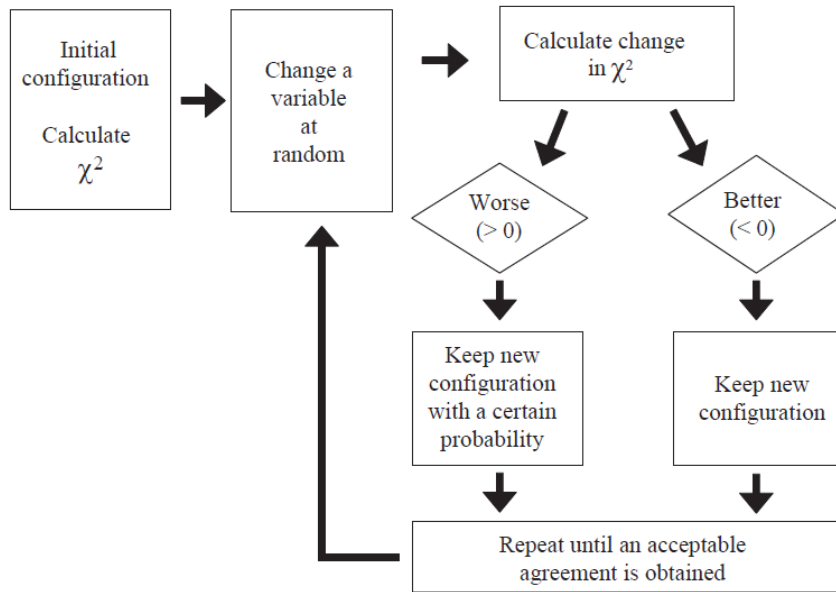 Initial
configuration
Calculate
χ²
Change a
variable
at
random
Calculate change
in χ²
Worse
(> 0)
Better
(< 0)
Keep new
configuration
with a certain
probability
Keep new
configuration
Repeat until an acceptable
agreement is obtained